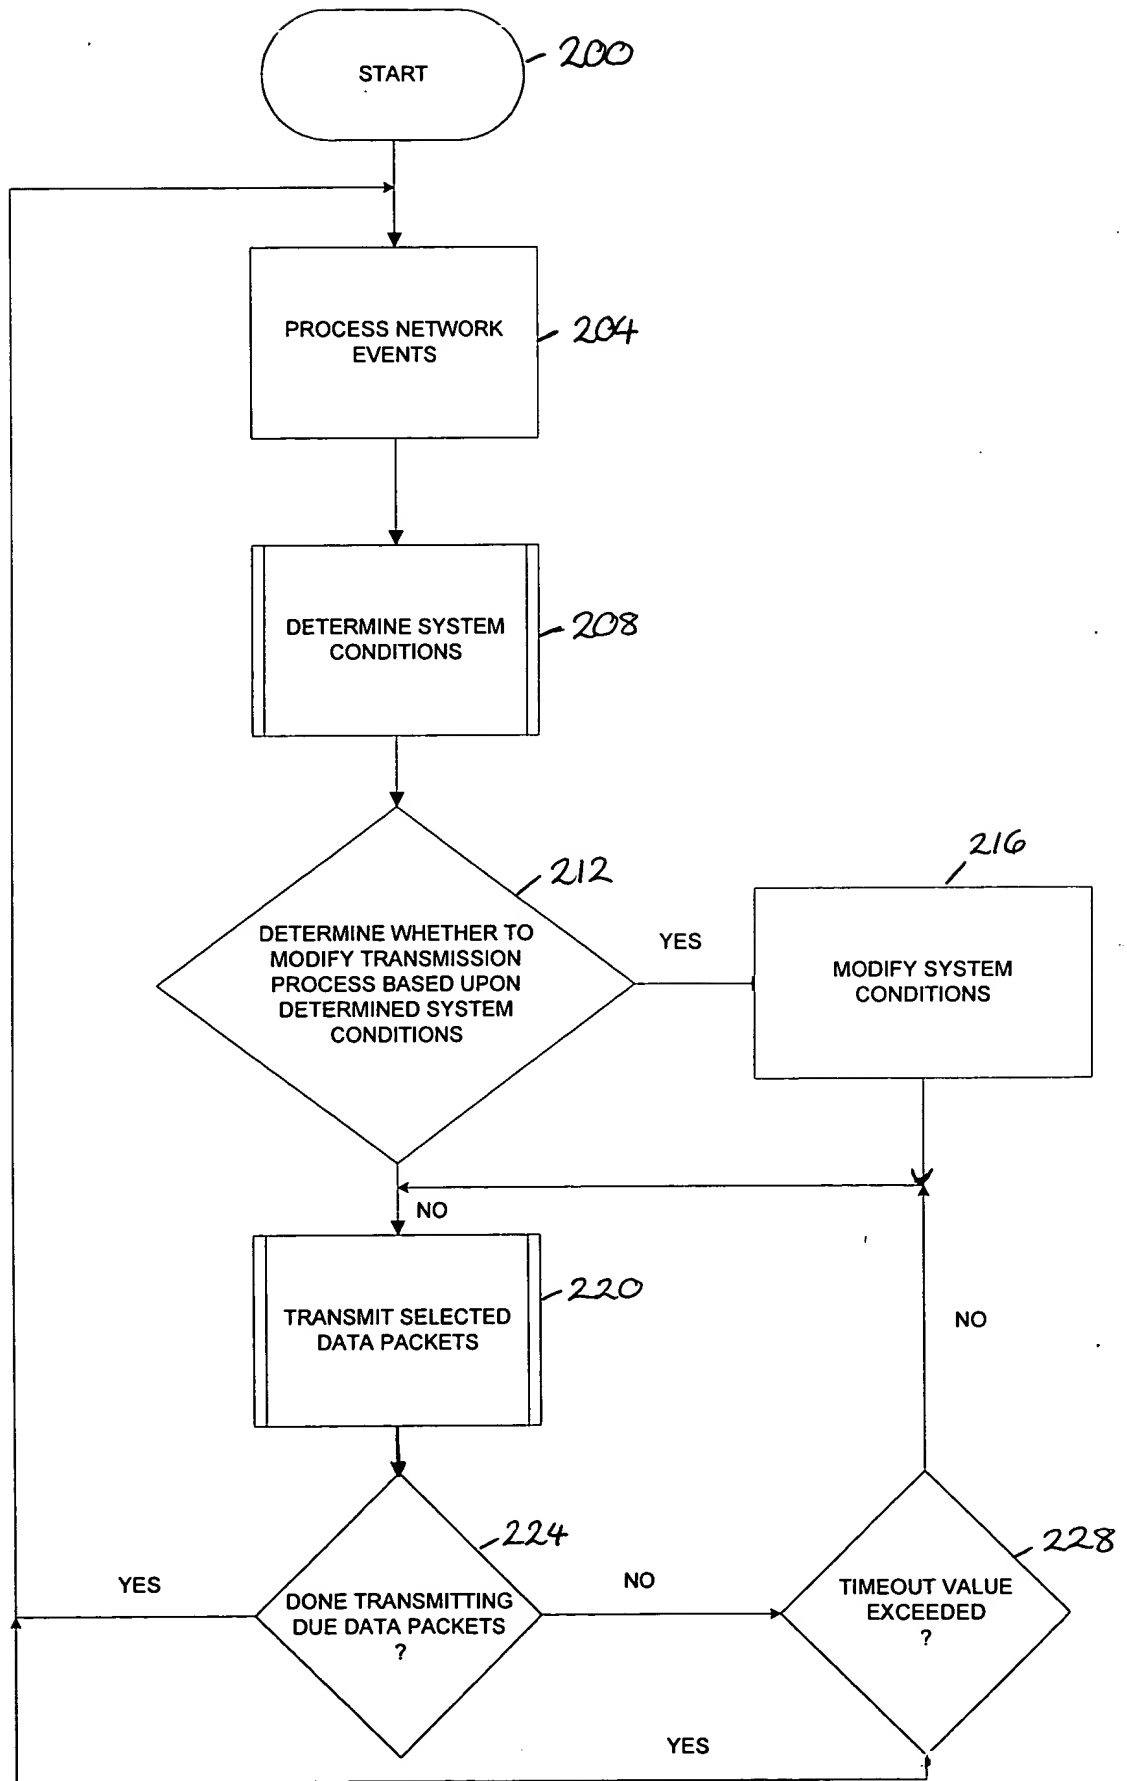 START
200
PROCESS NETWORK
EVENTS
204
DETERMINE SYSTEM
CONDITIONS
208
212
DETERMINE WHETHER TO
MODIFY TRANSMISSION
PROCESS BASED UPON
DETERMINED SYSTEM
CONDITIONS
YES
216
MODIFY SYSTEM
CONDITIONS
NO
TRANSMIT SELECTED
DATA PACKETS
220
NO
224
DONE TRANSMITTING
DUE DATA PACKETS
?
YES
NO
228
TIMEOUT VALUE
EXCEEDED
?
YES